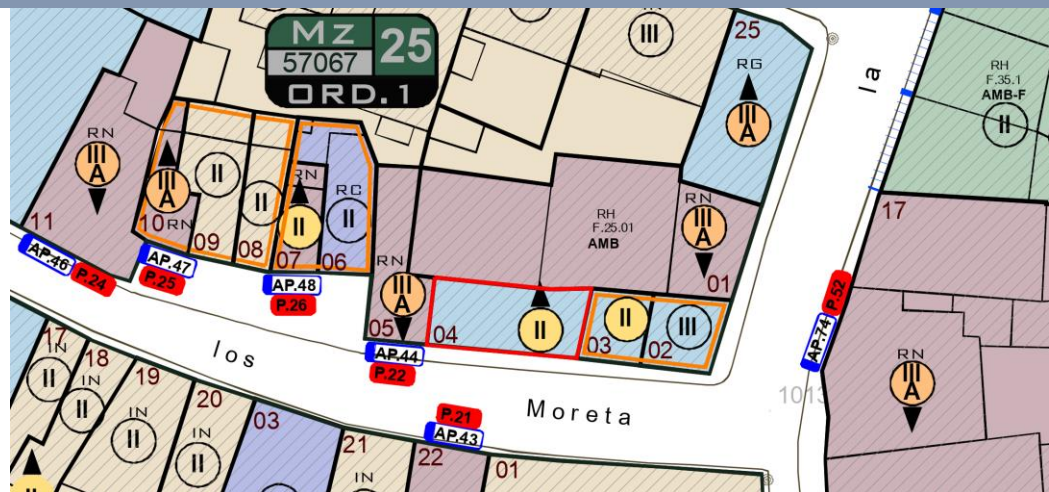 Mz 25
57067
ORD.1
III
II
25
RG
III
A
la
RH
F.35.1
AMB-F
II
RN
III
A
11
III
A
10
RN
II
09
II
08
RN
II
07
RC
II
06
RN
III
A
05
04
II
RH
F.25.01
AMB
RN
III
A
01
II
03
III
02
17
AP.46
P.24
AP.47
P.25
AP.48
P.26
AP.44
P.22
P.52
AP.74
los
Moreta
P.21
AP.43
17
IN
II
18
IN
II
19
IN
II
20
IN
II
03
21
IN
II
22
01
RN
III
A
II